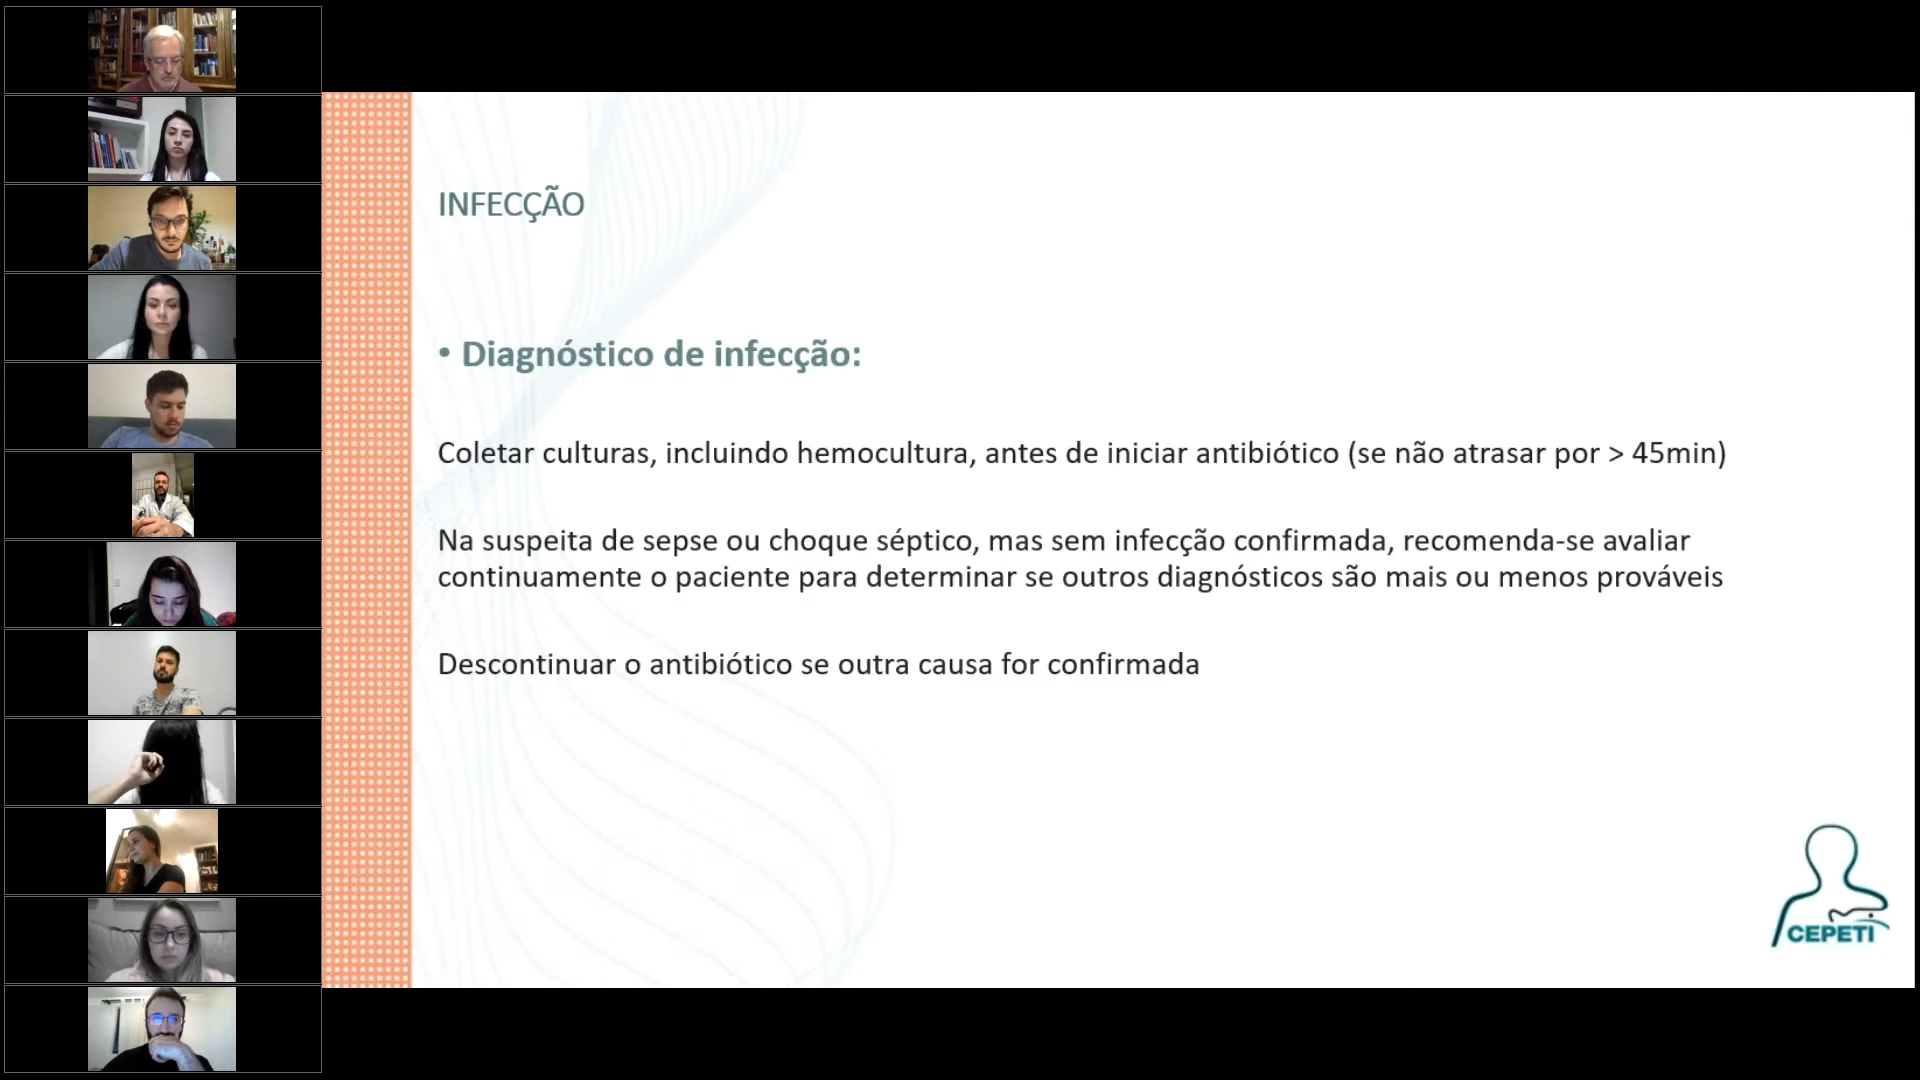 INFECÇÃO
• Diagnóstico de infecção:
Coletar culturas, incluindo hemocultura, antes de iniciar antibiótico (se não atrasar por > 45min)
Na suspeita de sepse ou choque séptico, mas sem infecção confirmada, recomenda-se avaliar
continuamente o paciente para determinar se outros diagnósticos são mais ou menos prováveis
Descontinuar o antibiótico se outra causa for confirmada
CEPETI